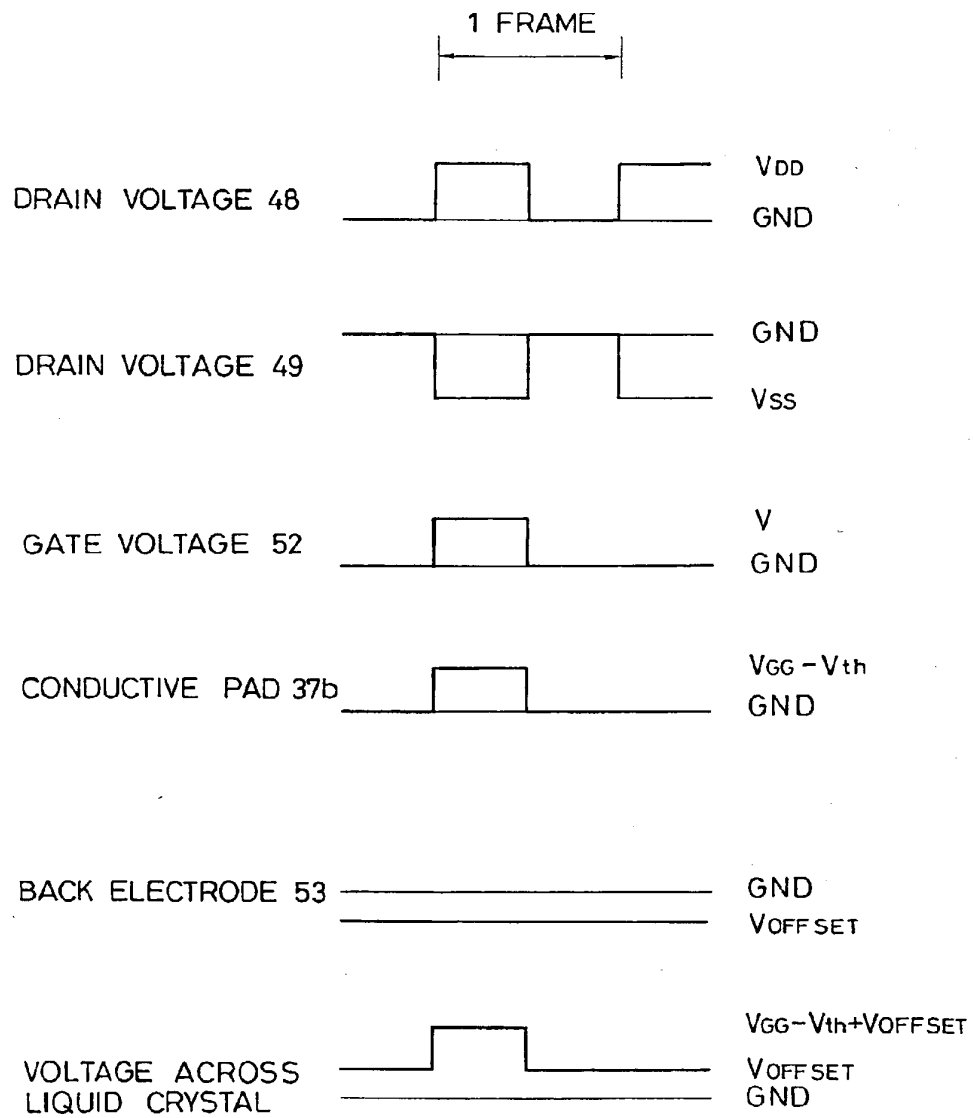 1 FRAME
DRAIN VOLTAGE 48
VDD
GND
DRAIN VOLTAGE 49
GND
VSS
GATE VOLTAGE 52
V
GND
CONDUCTIVE PAD 37b
VGG-Vth
GND
BACK ELECTRODE 53
GND
VOFFSET
VOLTAGE ACROSS
LIQUID CRYSTAL
VGG-Vth+VOFFSET
VOFFSET
GND